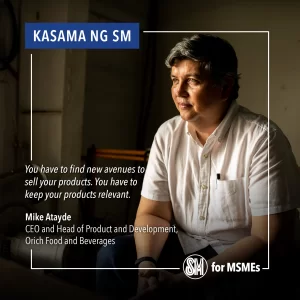 KASAMA NG SM
You have to find new avenues to
sell your products. You have to
keep your products relevant.
Mike Atayde
CEO and Head of Product and Development,
Orich Food and Beverages
SM for MSMEs